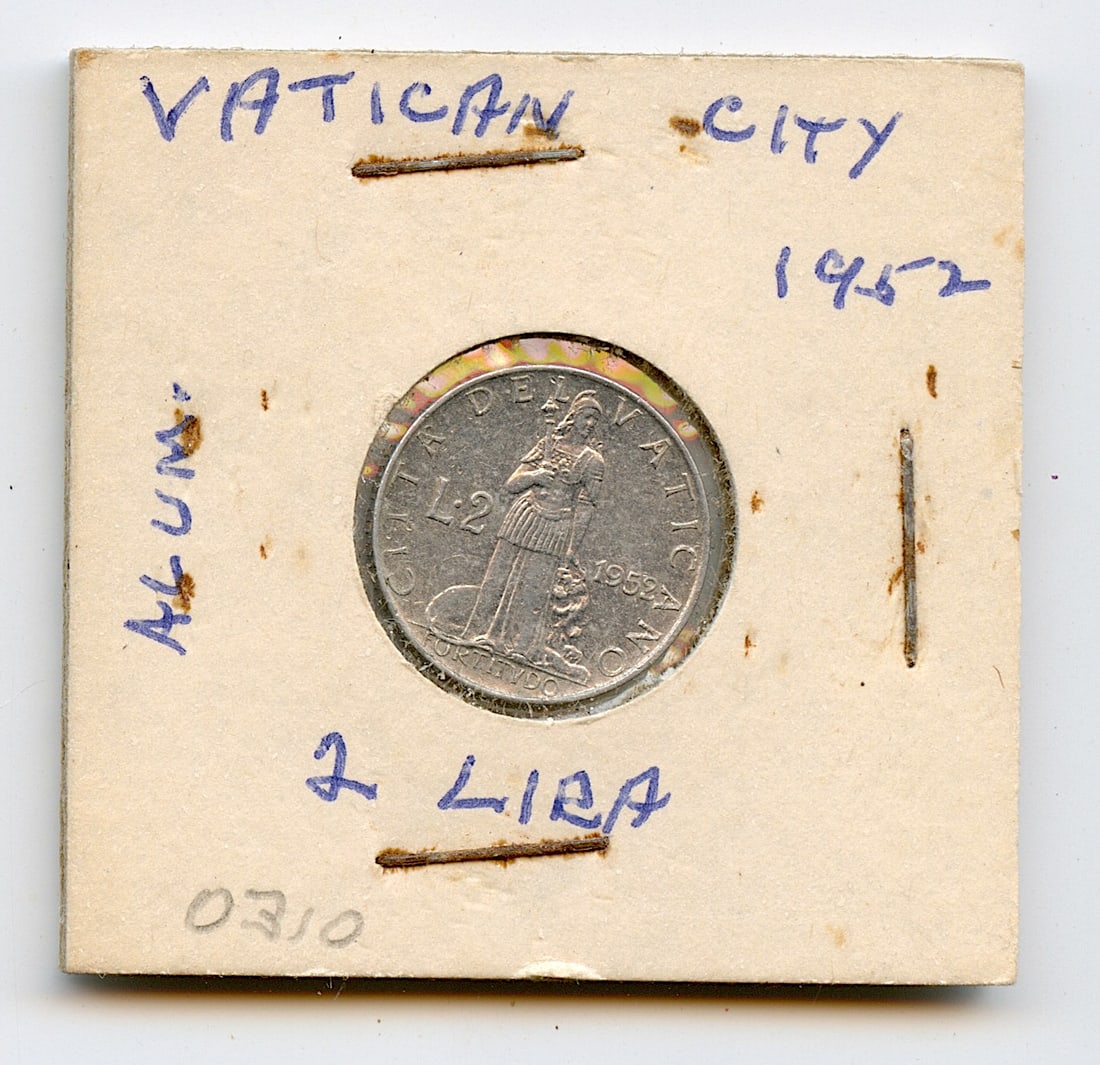 VATICAN CITY
1952
ALUM.
CITTA DEL VATICANO
L·2
1952
FORTITVDO
2 LIRA
0310